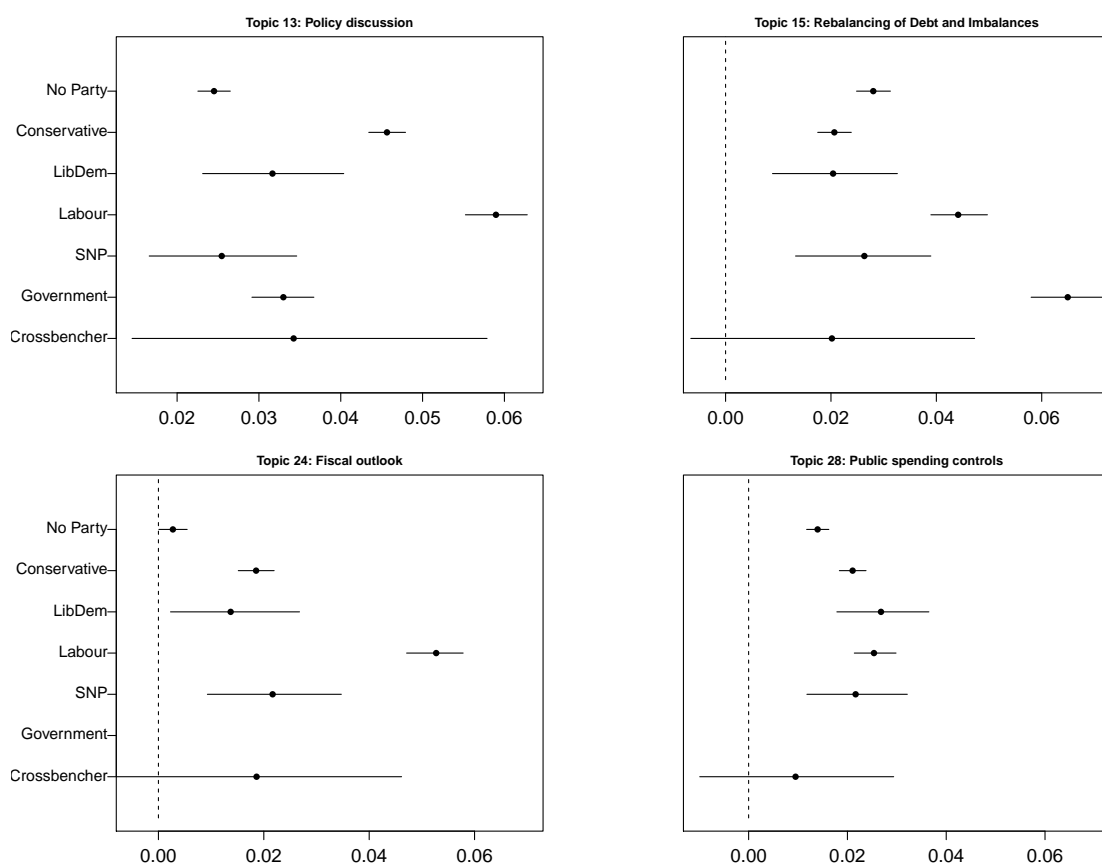 Topic 13: Policy discussion
No Party
Conservative
LibDem
Labour
SNP
Government
Crossbencher
0.02 0.03 0.04 0.05 0.06
Topic 15: Rebalancing of Debt and Imbalances
0.00 0.02 0.04 0.06
Topic 24: Fiscal outlook
No Party
Conservative
LibDem
Labour
SNP
Government
Crossbencher
0.00 0.02 0.04 0.06
Topic 28: Public spending controls
0.00 0.02 0.04 0.06